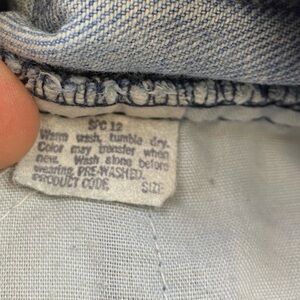 SPC 12
Warm wash, tumble dry.
Color may transfer when
new. Wash alone before
wearing. PRE-WASHED.
PRODUCT CODE SIZE